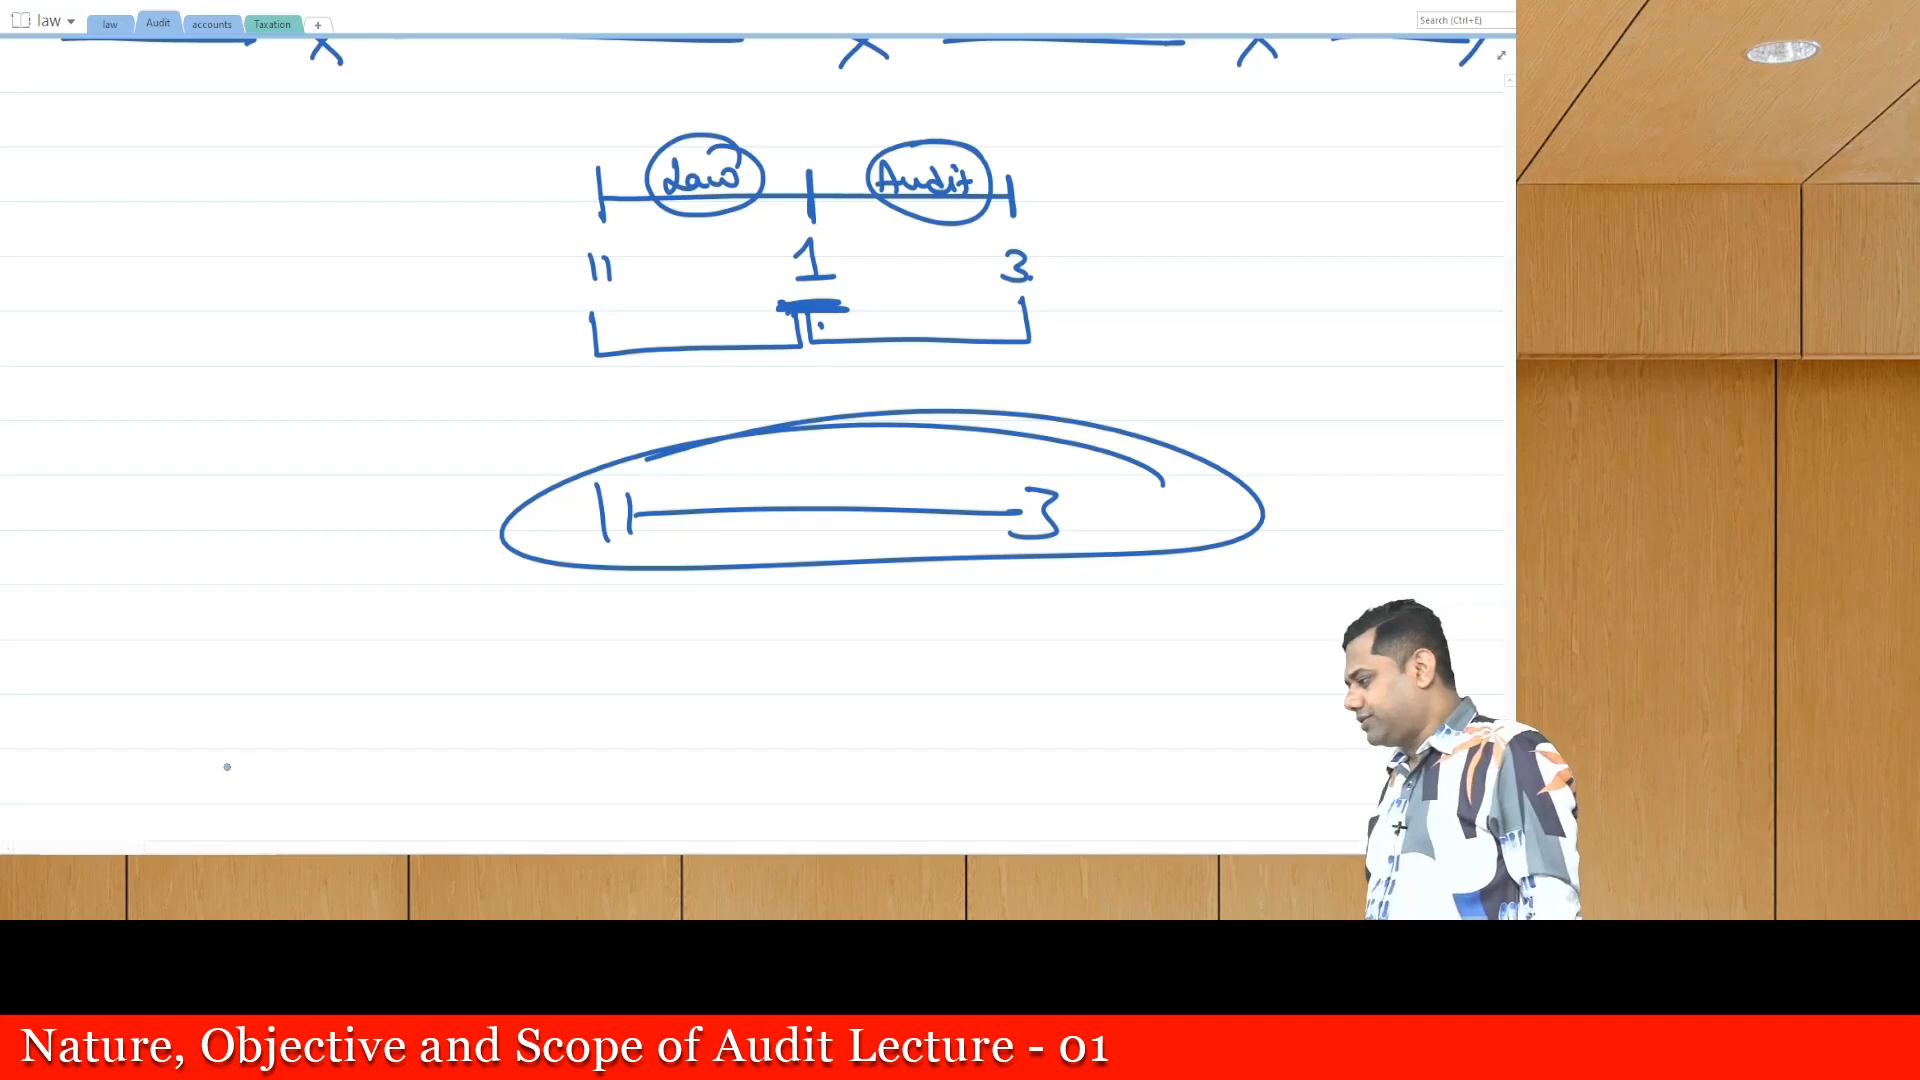 law
law Audit accounts Taxation +
Search (Ctrl+E)
Law Audit
11 1 3
11 3
Nature, Objective and Scope of Audit Lecture - 01